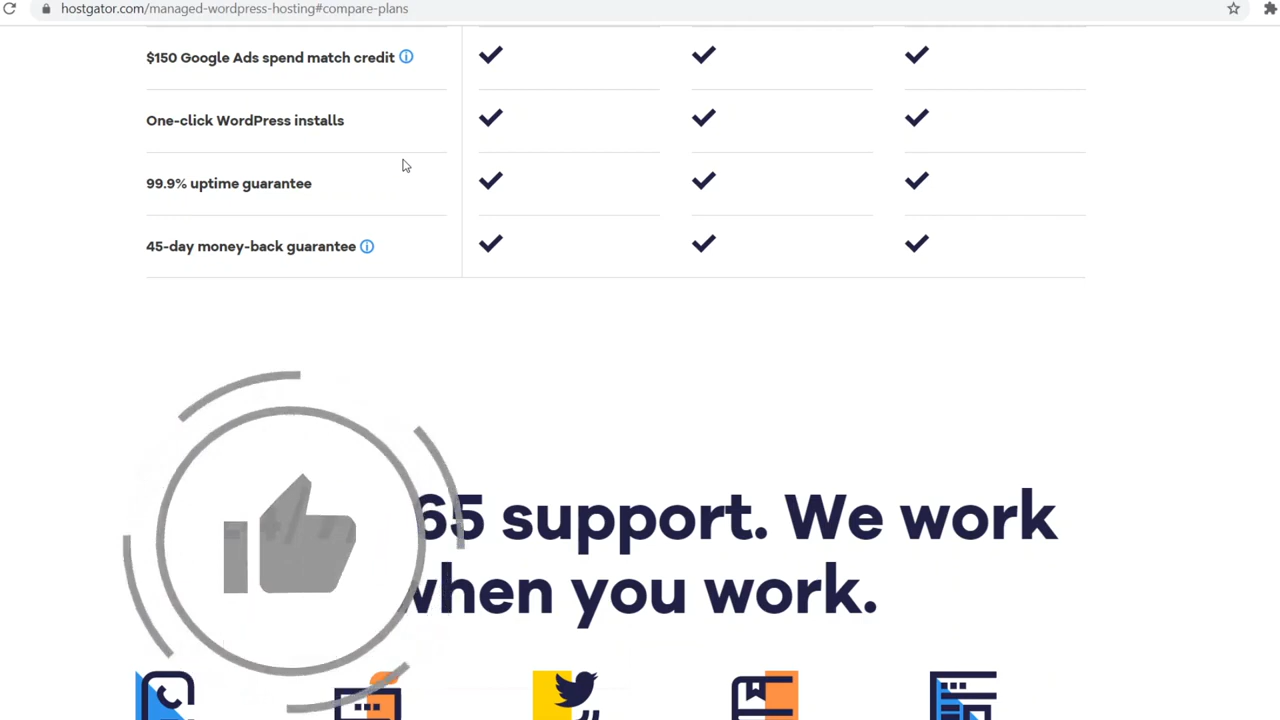 hostgator.com/managed-wordpress-hosting#compare-plans
$150 Google Ads spend match credit
One-click WordPress installs
99.9% uptime guarantee
45-day money-back guarantee
65 support. We work
when you work.